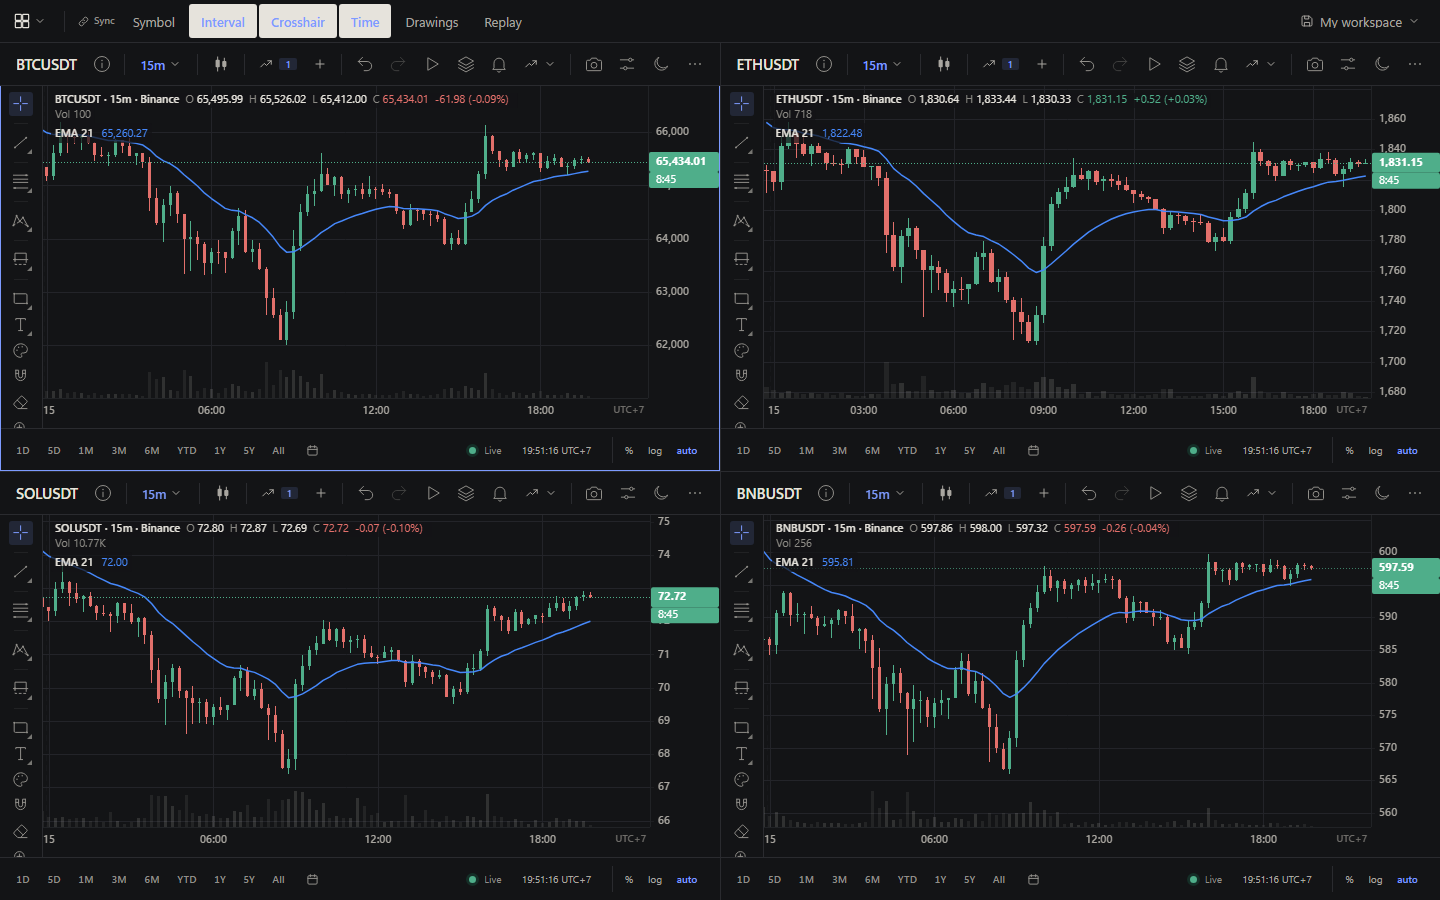 Sync Symbol Interval Crosshair Time Drawings Replay My workspace
BTCUSDT 15m 1
BTCUSDT · 15m · Binance O 65,495.99 H 65,526.02 L 65,412.00 C 65,434.01 -61.98 (-0.09%)
Vol 100
EMA 21 65,260.27
66,000
65,434.01
8:45
64,000
63,000
62,000
15 06:00 12:00 18:00 UTC+7
1D 5D 1M 3M 6M YTD 1Y 5Y All Live 19:51:16 UTC+7 % log auto
ETHUSDT 15m 1
ETHUSDT · 15m · Binance O 1,830.64 H 1,833.44 L 1,830.33 C 1,831.15 +0.52 (+0.03%)
Vol 718
EMA 21 1,822.48
1,860
1,840
1,831.15
8:45
1,800
1,780
1,760
1,740
1,720
1,700
1,680
15 03:00 06:00 09:00 12:00 15:00 18:00 UTC+7
1D 5D 1M 3M 6M YTD 1Y 5Y All Live 19:51:16 UTC+7 % log auto
SOLUSDT 15m 1
SOLUSDT · 15m · Binance O 72.80 H 72.87 L 72.69 C 72.72 -0.07 (-0.10%)
Vol 10.77K
EMA 21 72.00
75
74
72.72
8:45
71
70
69
68
67
66
15 06:00 12:00 18:00 UTC+7
1D 5D 1M 3M 6M YTD 1Y 5Y All Live 19:51:16 UTC+7 % log auto
BNBUSDT 15m 1
BNBUSDT · 15m · Binance O 597.86 H 598.00 L 597.32 C 597.59 -0.26 (-0.04%)
Vol 256
EMA 21 595.81
600
597.59
8:45
590
585
580
575
570
565
560
15 06:00 12:00 18:00 UTC+7
1D 5D 1M 3M 6M YTD 1Y 5Y All Live 19:51:16 UTC+7 % log auto